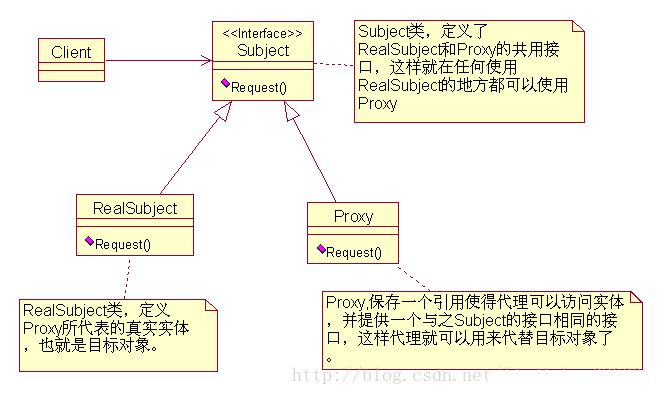 Client
<<Interface>>
Subject
Request()
Subject类，定义了
RealSubject和Proxy的共用接
口，这样就在任何使用
RealSubject的地方都可以使用
Proxy
RealSubject
Request()
Proxy
Request()
RealSubject类，定义
Proxy所代表的真实实体
，也就是目标对象。
Proxy,保存一个引用使得代理可以访问实体
，并提供一个与之Subject的接口相同的接
口，这样代理就可以用来代替目标对象了
。
http://blog.csdn.net